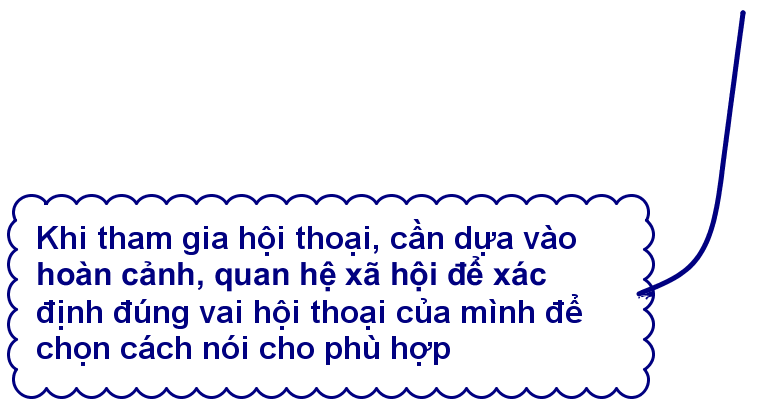 Khi tham gia hội thoại, cần dựa vào
hoàn cảnh, quan hệ xã hội để xác
định đúng vai hội thoại của mình để
chọn cách nói cho phù hợp